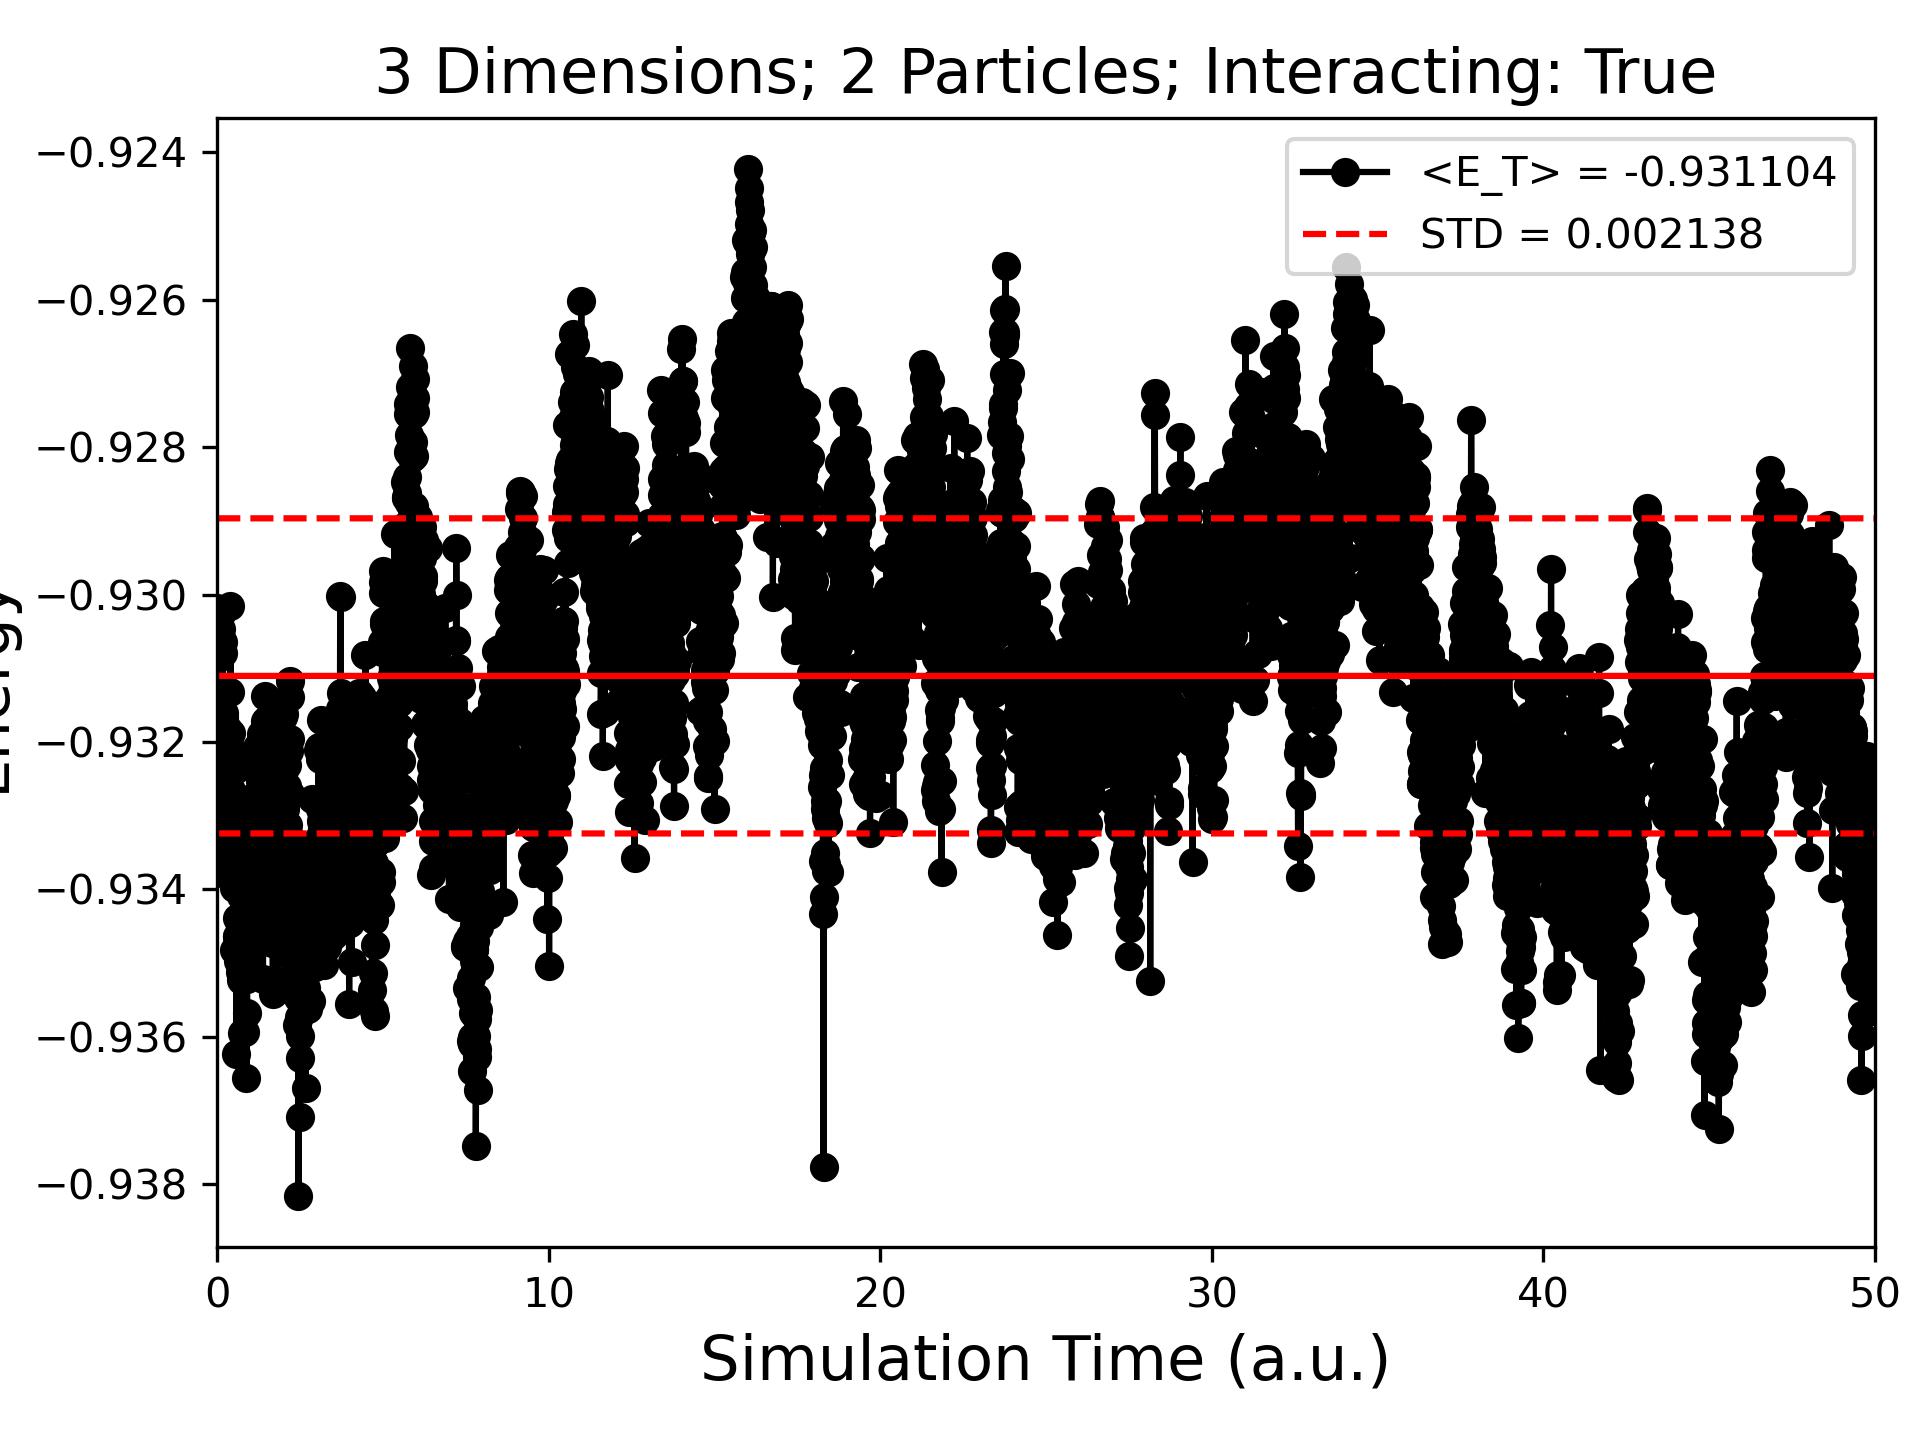 3 Dimensions; 2 Particles; Interacting: True
<E_T> = -0.931104
STD = 0.002138
−0.924
−0.926
−0.928
−0.930
−0.932
−0.934
−0.936
−0.938
Energy
0 10 20 30 40 50
Simulation Time (a.u.)